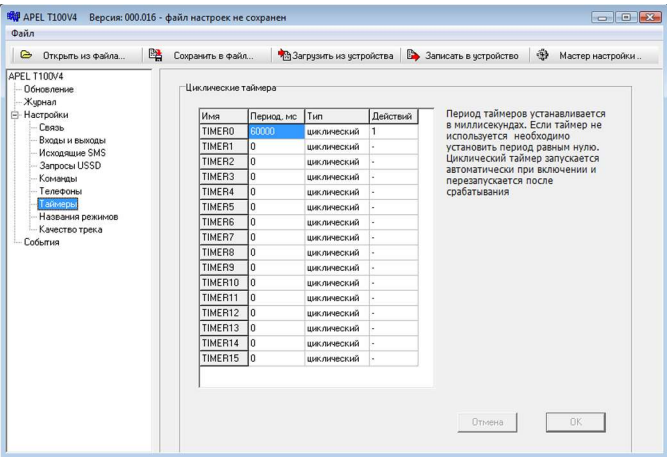 APEL T100V4 Версия: 000.016 - файл настроек не сохранен
Файл
Открыть из файла... Сохранить в файл... Загрузить из устройства Записать в устройство Мастер настройки ..
APEL T100V4
Обновление
Журнал
Настройки
Связь
Входы и выходы
Исходящие SMS
Запросы USSD
Команды
Телефоны
Таймеры
Названия режимов
Качество трека
События
Циклические таймера
Имя Период, мс Тип Действий
TIMER0 60000 циклический 1
TIMER1 0 циклический -
TIMER2 0 циклический -
TIMER3 0 циклический -
TIMER4 0 циклический -
TIMER5 0 циклический -
TIMER6 0 циклический -
TIMER7 0 циклический -
TIMER8 0 циклический -
TIMER9 0 циклический -
TIMER10 0 циклический -
TIMER11 0 циклический -
TIMER12 0 циклический -
TIMER13 0 циклический -
TIMER14 0 циклический -
TIMER15 0 циклический -
Период таймеров устанавливается
в миллисекундах. Если таймер не
используется необходимо
установить период равным нулю.
Циклический таймер запускается
автоматически при включении и
перезапускается после
срабатывания
Отмена OK